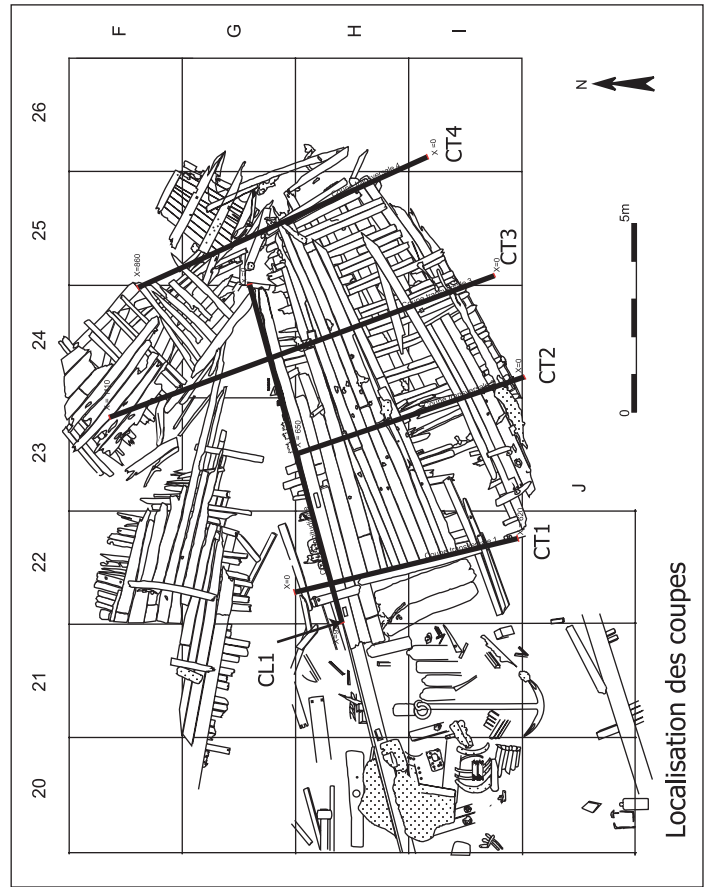 F
G
H
I
J
26
25
24
23
22
21
20
N
CT4
CT3
CT2
CT1
CL1
X =0
X=860
X=0
X=0
X = 650
X=0
0
5m
Localisation des coupes